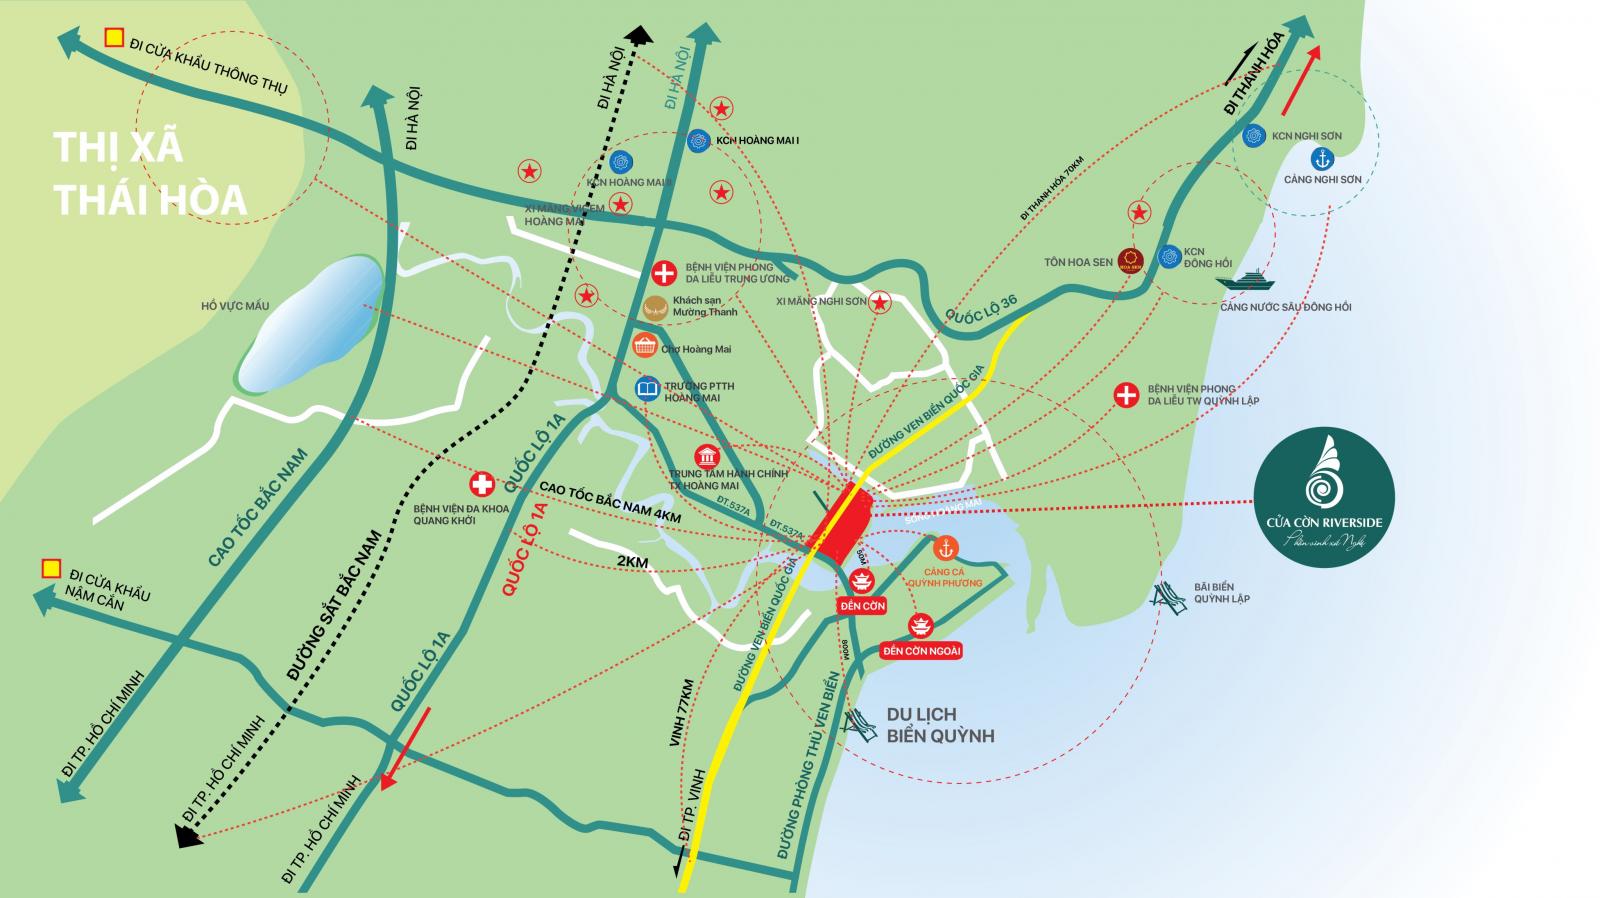 ĐI CỬA KHẨU THÔNG THỤ
THỊ XÃ
THÁI HÒA
ĐI HÀ NỘI
ĐI HÀ NỘI
ĐI HÀ NỘI
ĐI THANH HÓA
KCN HOÀNG MAI I
KCN HOÀNG MAI II
XI MĂNG VICEM
HOÀNG MAI
KCN NGHI SƠN
CẢNG NGHI SƠN
ĐI THANH HÓA 70KM
TÔN HOA SEN
HOA SEN
KCN
ĐÔNG HỒI
CẢNG NƯỚC SÂU ĐÔNG HỒI
BỆNH VIỆN PHONG
DA LIỄU TRUNG ƯƠNG
Khách sạn
Mường Thanh
XI MĂNG NGHI SƠN
QUỐC LỘ 36
HỒ VỰC MẤU
Chợ Hoàng Mai
TRƯỜNG PTTH
HOÀNG MAI
ĐƯỜNG VEN BIỂN QUỐC GIA
BỆNH VIỆN PHONG
DA LIỄU TW QUỲNH LẬP
QUỐC LỘ 1A
TRUNG TÂM HÀNH CHÍNH
TX HOÀNG MAI
CAO TỐC BẮC NAM
BỆNH VIỆN ĐA KHOA
QUANG KHỞI
CAO TỐC BẮC NAM 4KM
ĐT.537A
ĐT.537A
SÔNG HOÀNG MAI
CỬA CỜN RIVERSIDE
Phồn vinh xứ Nghệ
QUỐC LỘ 1A
2KM
50M
CẢNG CÁ
QUỲNH PHƯƠNG
ĐI CỬA KHẨU
NẬM CẮN
ĐƯỜNG SẮT BẮC NAM
ĐỀN CỜN
BÃI BIỂN
QUỲNH LẬP
ĐƯỜNG VEN BIỂN QUỐC GIA
800M
ĐỀN CỜN NGOÀI
QUỐC LỘ 1A
VINH 77KM
DU LỊCH
BIỂN QUỲNH
ĐƯỜNG PHÒNG THỦ VEN BIỂN
ĐI TP. HỒ CHÍ MINH
ĐI TP. HỒ CHÍ MINH
ĐI TP. HỒ CHÍ MINH
ĐI TP. VINH